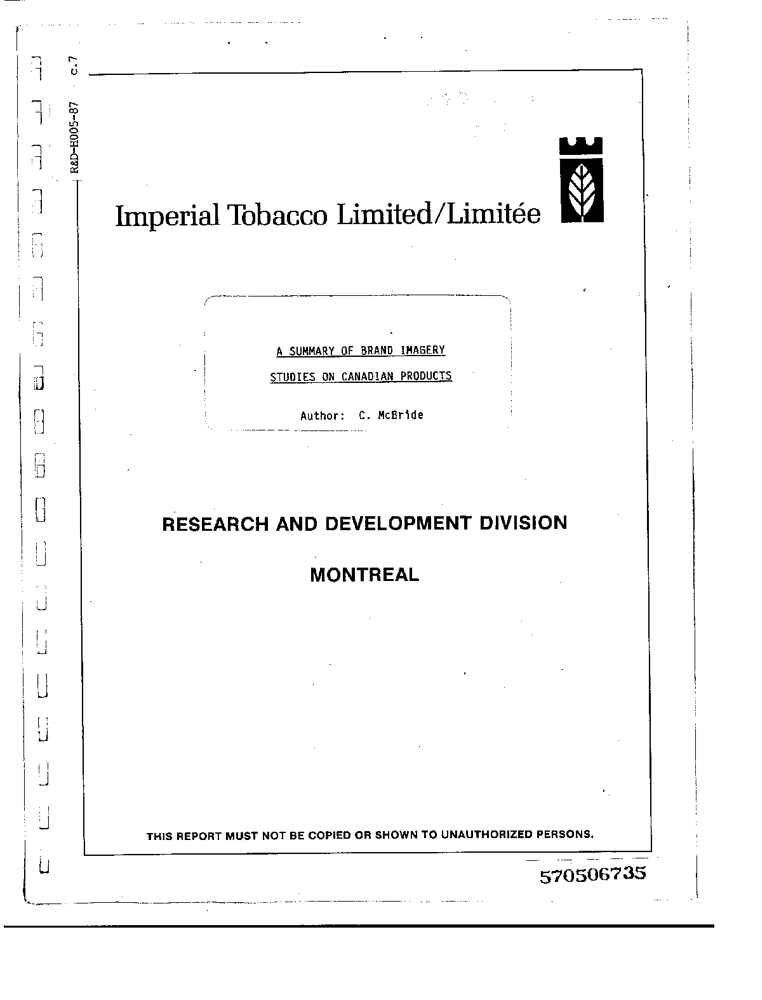 R&D-H005-87 c.7
Imperial Tobacco Limited/Limitée
A SUMMARY OF BRAND IMAGERY
STUDIES ON CANADIAN PRODUCTS
Author: C. McBride
RESEARCH AND DEVELOPMENT DIVISION
MONTREAL
THIS REPORT MUST NOT BE COPIED OR SHOWN TO UNAUTHORIZED PERSONS.
570506735